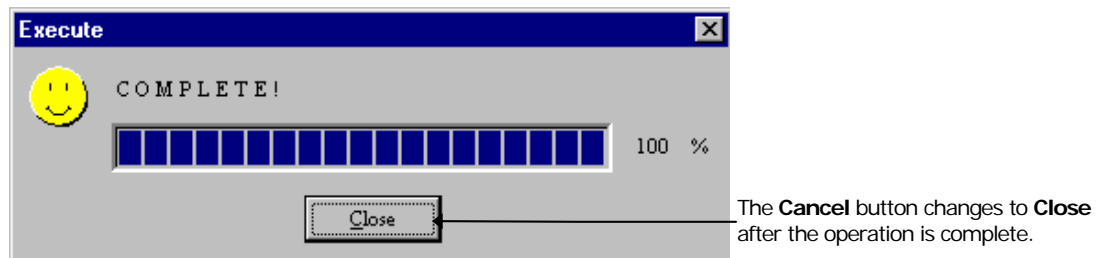 Execute
COMPLETE!
100 %
Close
The Cancel button changes to Close
after the operation is complete.